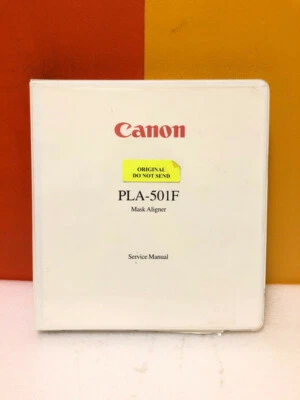 Canon
ORIGINAL
DO NOT SEND
PLA-501F
Mask Aligner
Service Manual